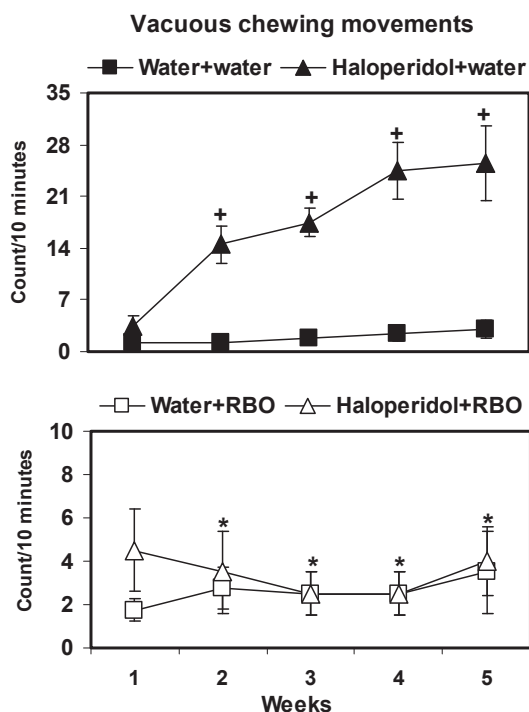 Vacuous chewing movements
Water+water Haloperidol+water
Count/10 minutes
35
28
21
14
7
0
+ + + +
Water+RBO Haloperidol+RBO
Count/10 minutes
10
8
6
4
2
0
* * * *
1 2 3 4 5
Weeks